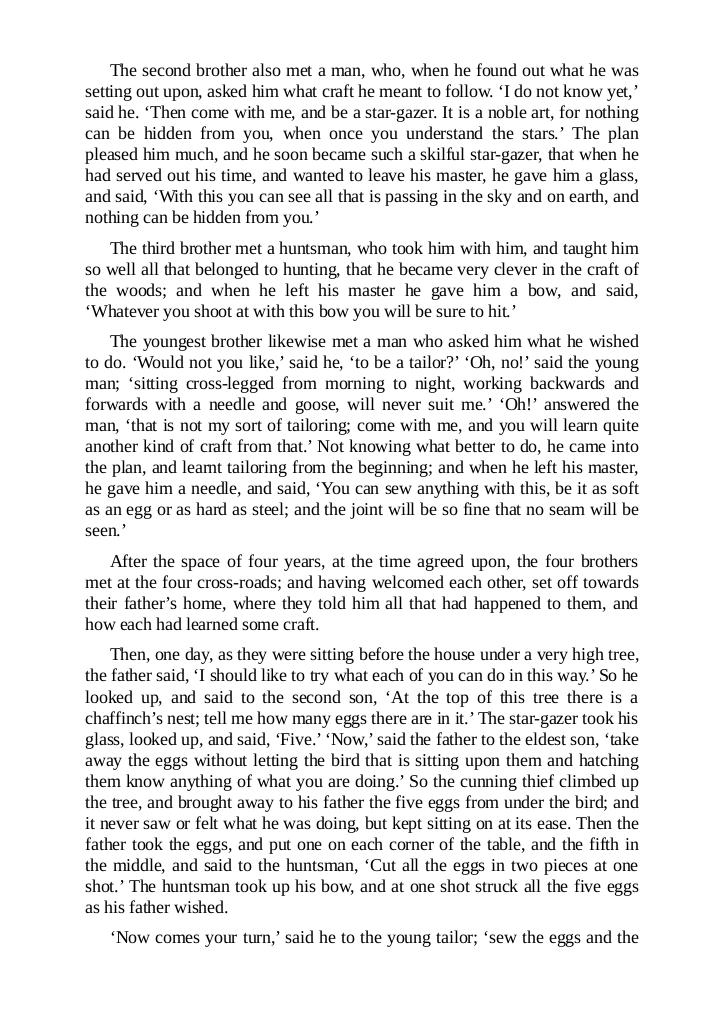 The second brother also met a man, who, when he found out what he was
setting out upon, asked him what craft he meant to follow. ‘I do not know yet,’
said he. ‘Then come with me, and be a star-gazer. It is a noble art, for nothing
can be hidden from you, when once you understand the stars.’ The plan
pleased him much, and he soon became such a skilful star-gazer, that when he
had served out his time, and wanted to leave his master, he gave him a glass,
and said, ‘With this you can see all that is passing in the sky and on earth, and
nothing can be hidden from you.’
The third brother met a huntsman, who took him with him, and taught him
so well all that belonged to hunting, that he became very clever in the craft of
the woods; and when he left his master he gave him a bow, and said,
‘Whatever you shoot at with this bow you will be sure to hit.’
The youngest brother likewise met a man who asked him what he wished
to do. ‘Would not you like,’ said he, ‘to be a tailor?’ ‘Oh, no!’ said the young
man; ‘sitting cross-legged from morning to night, working backwards and
forwards with a needle and goose, will never suit me.’ ‘Oh!’ answered the
man, ‘that is not my sort of tailoring; come with me, and you will learn quite
another kind of craft from that.’ Not knowing what better to do, he came into
the plan, and learnt tailoring from the beginning; and when he left his master,
he gave him a needle, and said, ‘You can sew anything with this, be it as soft
as an egg or as hard as steel; and the joint will be so fine that no seam will be
seen.’
After the space of four years, at the time agreed upon, the four brothers
met at the four cross-roads; and having welcomed each other, set off towards
their father’s home, where they told him all that had happened to them, and
how each had learned some craft.
Then, one day, as they were sitting before the house under a very high tree,
the father said, ‘I should like to try what each of you can do in this way.’ So he
looked up, and said to the second son, ‘At the top of this tree there is a
chaffinch’s nest; tell me how many eggs there are in it.’ The star-gazer took his
glass, looked up, and said, ‘Five.’ ‘Now,’ said the father to the eldest son, ‘take
away the eggs without letting the bird that is sitting upon them and hatching
them know anything of what you are doing.’ So the cunning thief climbed up
the tree, and brought away to his father the five eggs from under the bird; and
it never saw or felt what he was doing, but kept sitting on at its ease. Then the
father took the eggs, and put one on each corner of the table, and the fifth in
the middle, and said to the huntsman, ‘Cut all the eggs in two pieces at one
shot.’ The huntsman took up his bow, and at one shot struck all the five eggs
as his father wished.
‘Now comes your turn,’ said he to the young tailor; ‘sew the eggs and the